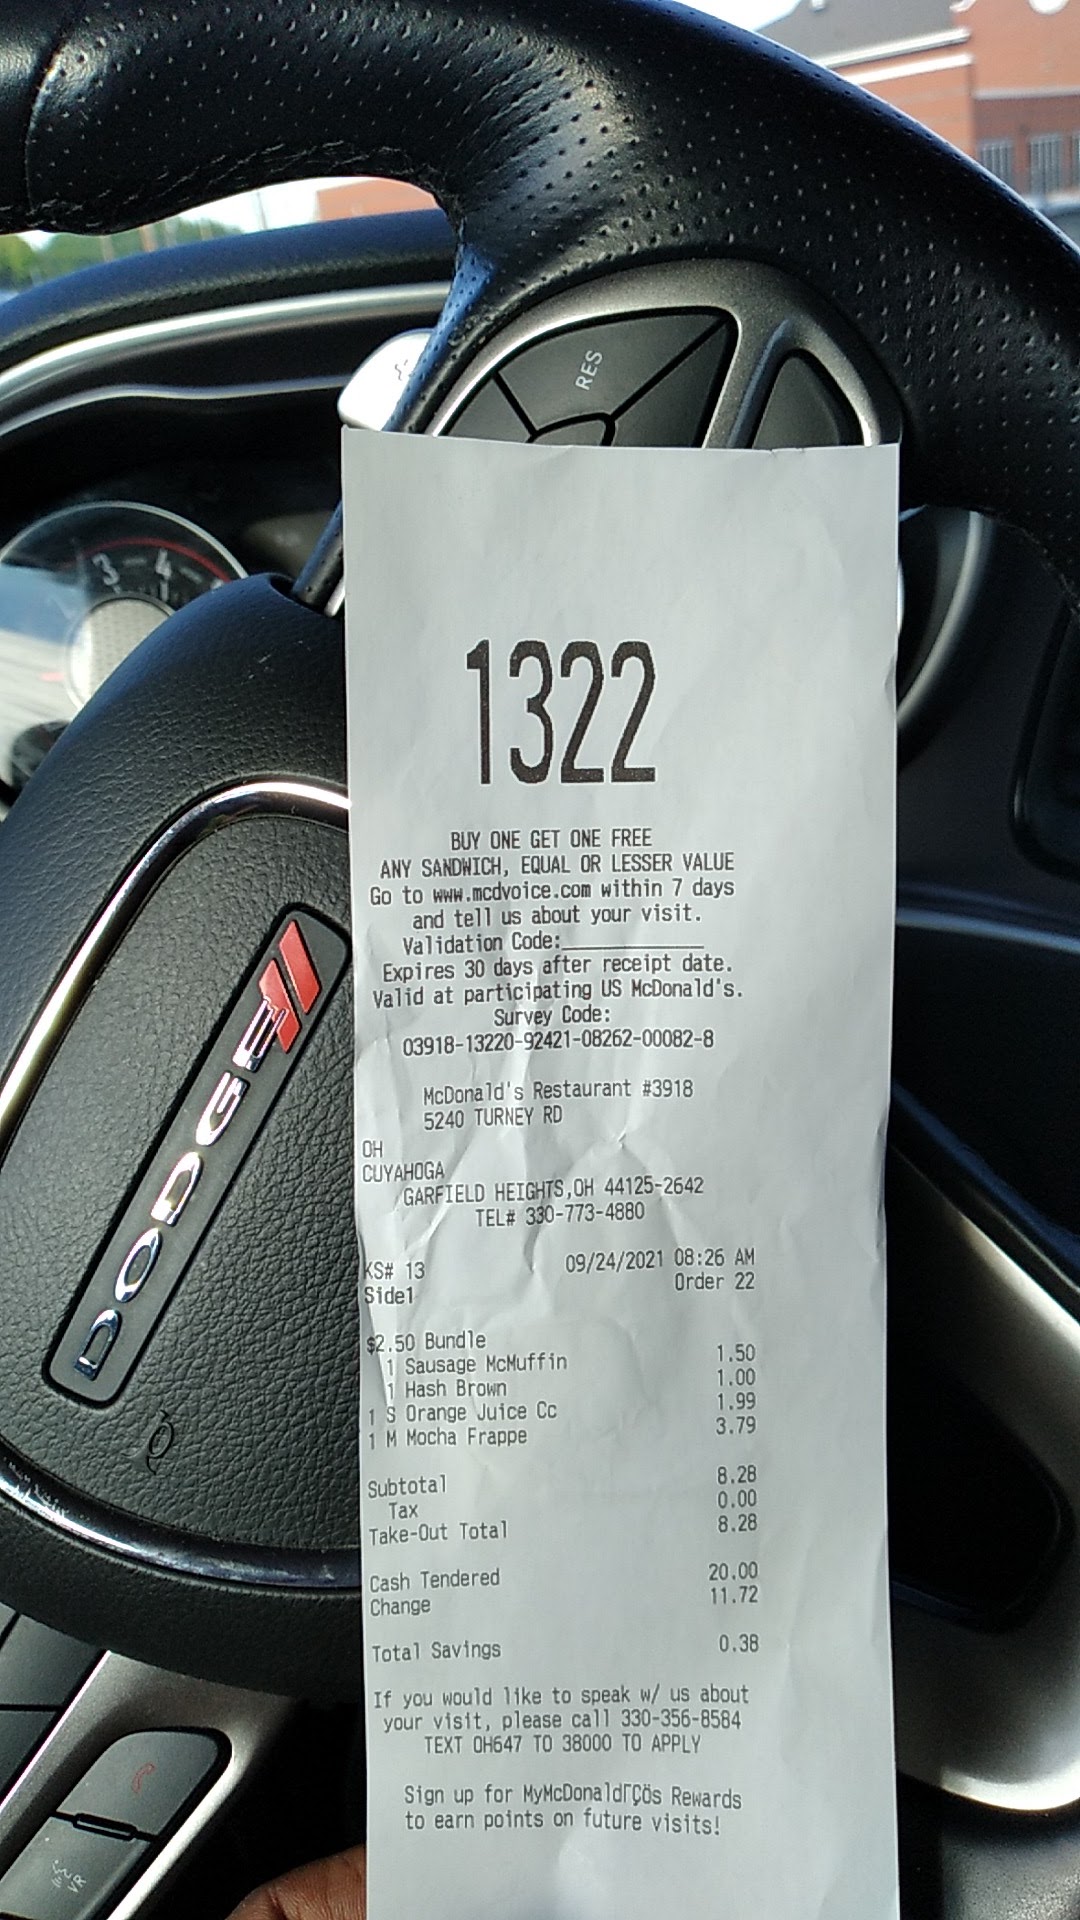 RES
3 4
1322
BUY ONE GET ONE FREE
ANY SANDWICH, EQUAL OR LESSER VALUE
Go to www.mcdvoice.com within 7 days
and tell us about your visit.
Validation Code:____________
Expires 30 days after receipt date.
Valid at participating US McDonald's.
Survey Code:
03918-13220-92421-08262-00082-8
McDonald's Restaurant #3918
5240 TURNEY RD
OH
CUYAHOGA
GARFIELD HEIGHTS,OH 44125-2642
TEL# 330-773-4880
KS# 13 09/24/2021 08:26 AM
Side1 Order 22
$2.50 Bundle
1 Sausage McMuffin 1.50
1 Hash Brown 1.00
1 S Orange Juice Cc 1.99
1 M Mocha Frappe 3.79
Subtotal 8.28
Tax 0.00
Take-Out Total 8.28
Cash Tendered 20.00
Change 11.72
Total Savings 0.38
If you would like to speak w/ us about
your visit, please call 330-356-8584
TEXT OH647 TO 38000 TO APPLY
Sign up for MyMcDonaldΓÇös Rewards
to earn points on future visits!
DODGE
VR